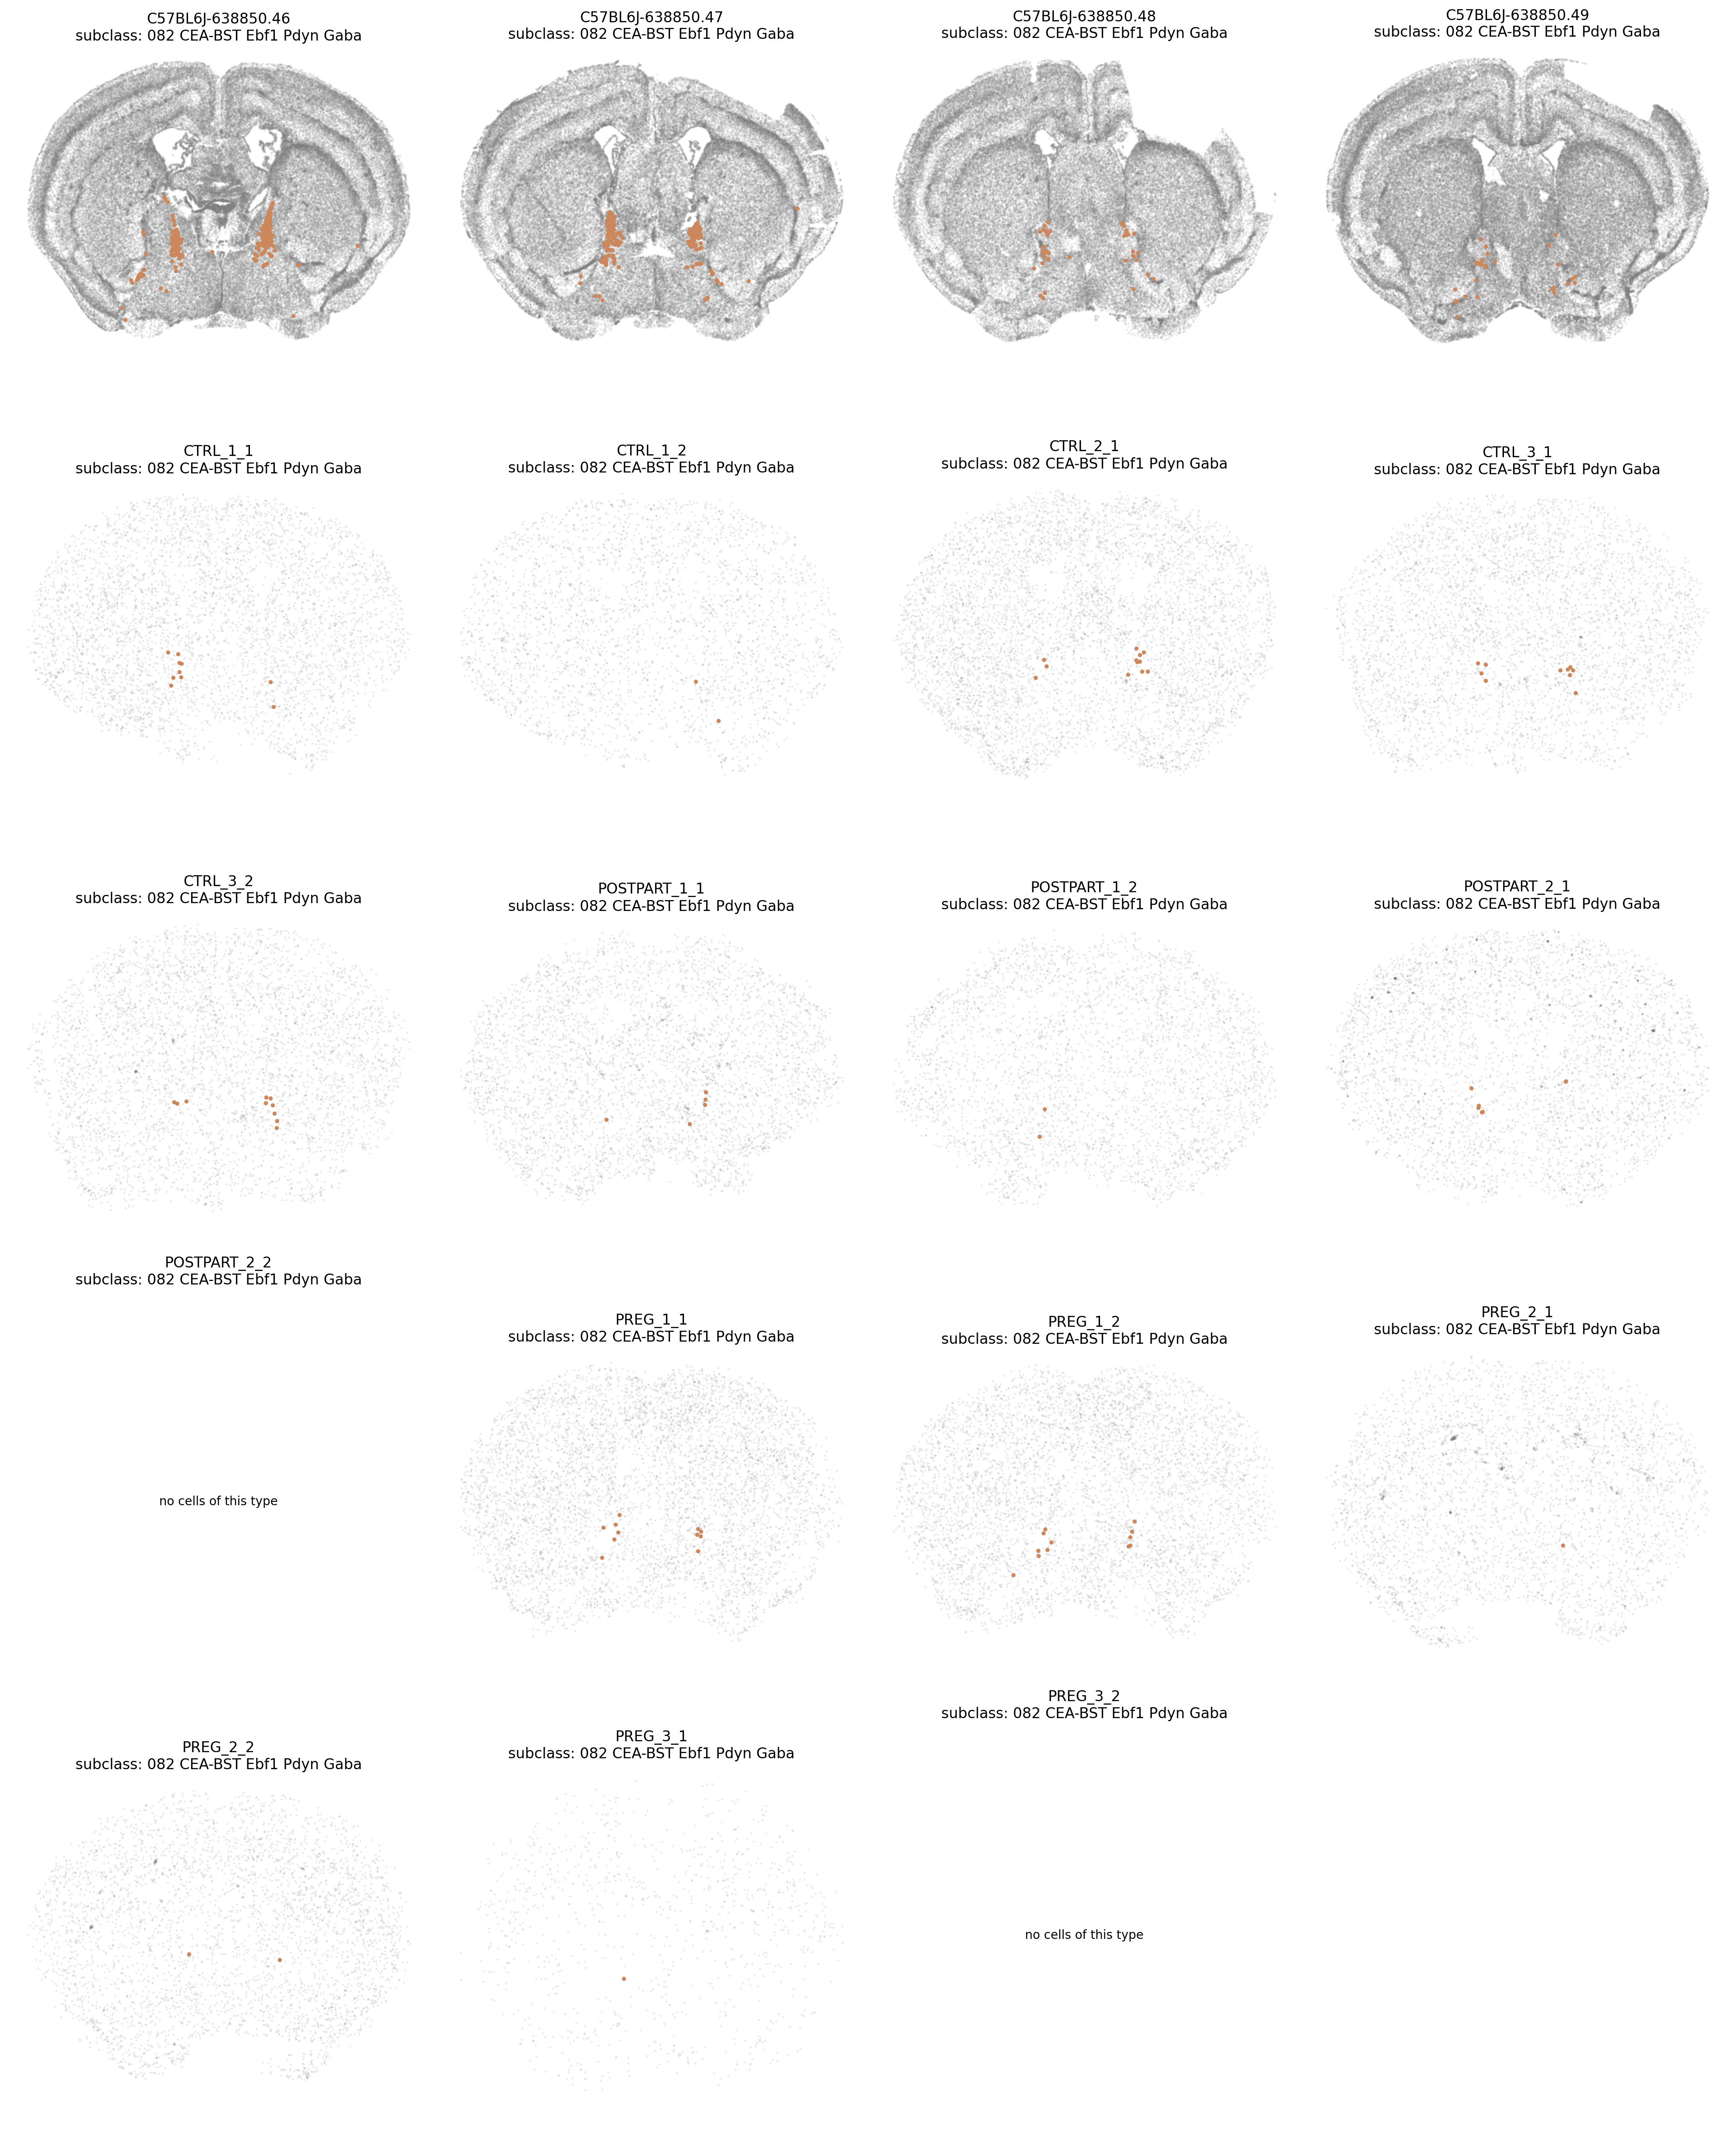 C57BL6J-638850.46
subclass: 082 CEA-BST Ebf1 Pdyn Gaba
C57BL6J-638850.47
subclass: 082 CEA-BST Ebf1 Pdyn Gaba
C57BL6J-638850.48
subclass: 082 CEA-BST Ebf1 Pdyn Gaba
C57BL6J-638850.49
subclass: 082 CEA-BST Ebf1 Pdyn Gaba
CTRL_1_1
subclass: 082 CEA-BST Ebf1 Pdyn Gaba
CTRL_1_2
subclass: 082 CEA-BST Ebf1 Pdyn Gaba
CTRL_2_1
subclass: 082 CEA-BST Ebf1 Pdyn Gaba
CTRL_3_1
subclass: 082 CEA-BST Ebf1 Pdyn Gaba
CTRL_3_2
subclass: 082 CEA-BST Ebf1 Pdyn Gaba
POSTPART_1_1
subclass: 082 CEA-BST Ebf1 Pdyn Gaba
POSTPART_1_2
subclass: 082 CEA-BST Ebf1 Pdyn Gaba
POSTPART_2_1
subclass: 082 CEA-BST Ebf1 Pdyn Gaba
POSTPART_2_2
subclass: 082 CEA-BST Ebf1 Pdyn Gaba
no cells of this type
PREG_1_1
subclass: 082 CEA-BST Ebf1 Pdyn Gaba
PREG_1_2
subclass: 082 CEA-BST Ebf1 Pdyn Gaba
PREG_2_1
subclass: 082 CEA-BST Ebf1 Pdyn Gaba
PREG_2_2
subclass: 082 CEA-BST Ebf1 Pdyn Gaba
PREG_3_1
subclass: 082 CEA-BST Ebf1 Pdyn Gaba
PREG_3_2
subclass: 082 CEA-BST Ebf1 Pdyn Gaba
no cells of this type